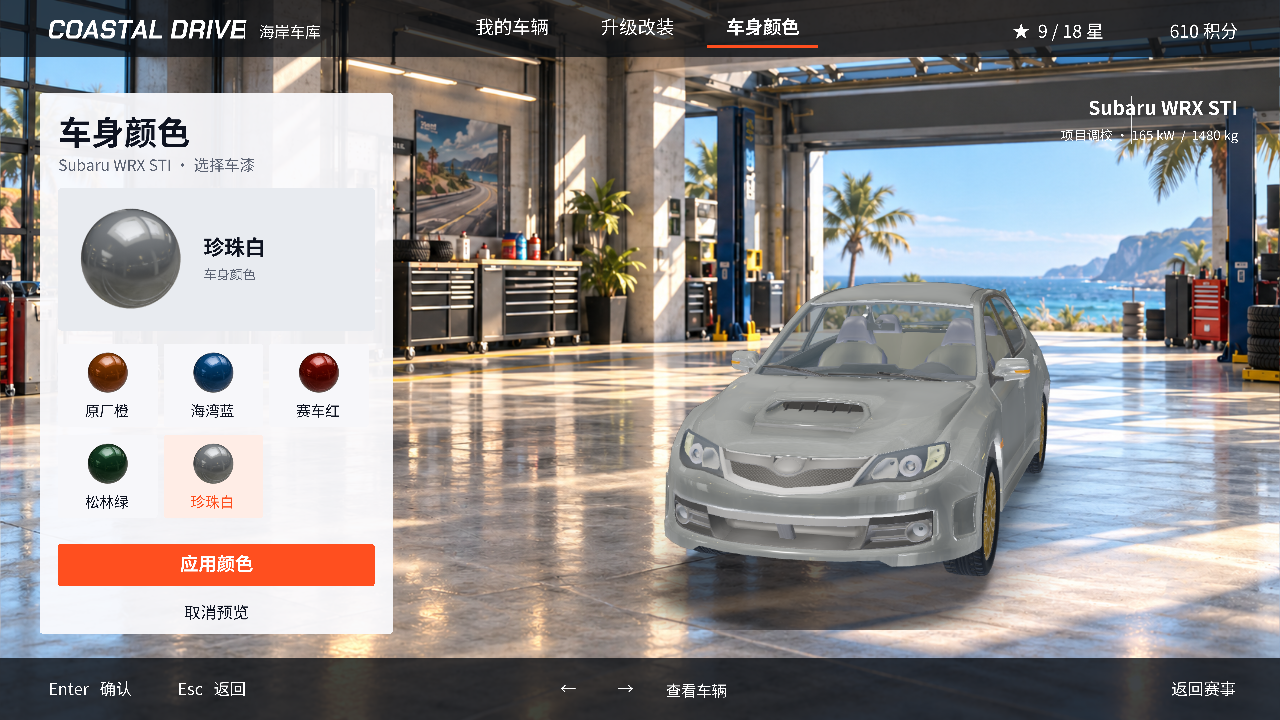 COASTAL DRIVE 海岸车库
我的车辆 升级改装 车身颜色
★ 9 / 18 星 610 积分
Subaru WRX STI
项目调校 · 165 kW / 1480 kg
车身颜色
Subaru WRX STI · 选择车漆
珍珠白
车身颜色
原厂橙 海湾蓝 赛车红
松林绿 珍珠白
应用颜色
取消预览
Enter 确认 Esc 返回 ← → 查看车辆 返回赛事